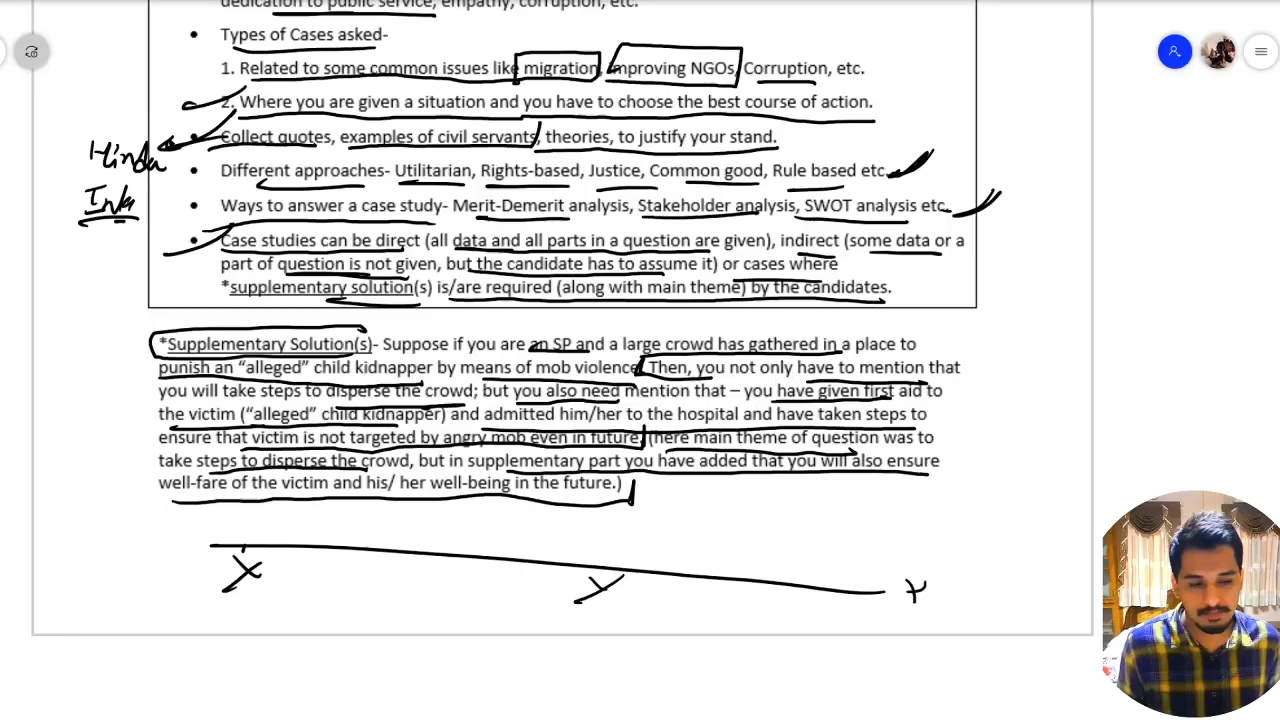 dedication to public service, empathy, corruption, etc.
• Types of Cases asked-
1. Related to some common issues like migration, improving NGOs, Corruption, etc.
2. Where you are given a situation and you have to choose the best course of action.
• Collect quotes, examples of civil servants, theories, to justify your stand.
Hindu
• Different approaches- Utilitarian, Rights-based, Justice, Common good, Rule based etc.
• Ways to answer a case study- Merit-Demerit analysis, Stakeholder analysis, SWOT analysis etc.
• Case studies can be direct (all data and all parts in a question are given), indirect (some data or a
part of question is not given, but the candidate has to assume it) or cases where
*supplementary solution(s) is/are required (along with main theme) by the candidates.
*Supplementary Solution(s)- Suppose if you are an SP and a large crowd has gathered in a place to
punish an “alleged” child kidnapper by means of mob violence. Then, you not only have to mention that
you will take steps to disperse the crowd; but you also need mention that – you have given first aid to
the victim (“alleged” child kidnapper) and admitted him/her to the hospital and have taken steps to
ensure that victim is not targeted by angry mob even in future. (here main theme of question was to
take steps to disperse the crowd, but in supplementary part you have added that you will also ensure
well-fare of the victim and his/ her well-being in the future.)
X Y